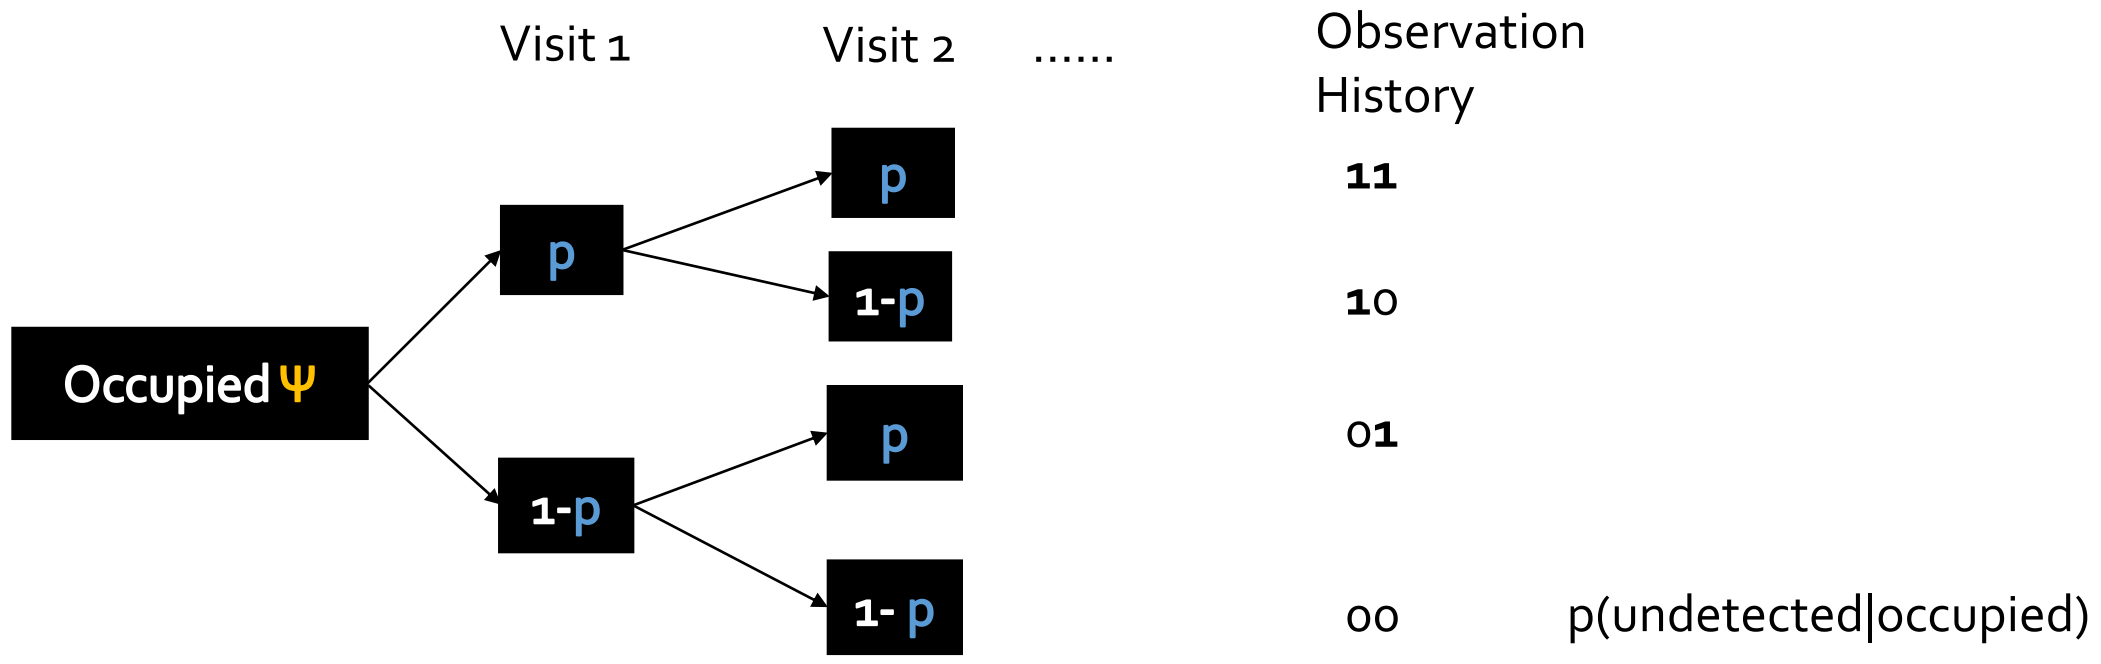 Visit 1
Visit 2
......
Observation
History
p
11
p
1-p
10
Occupied Ψ
p
01
1-p
1- p
00
p(undetected|occupied)